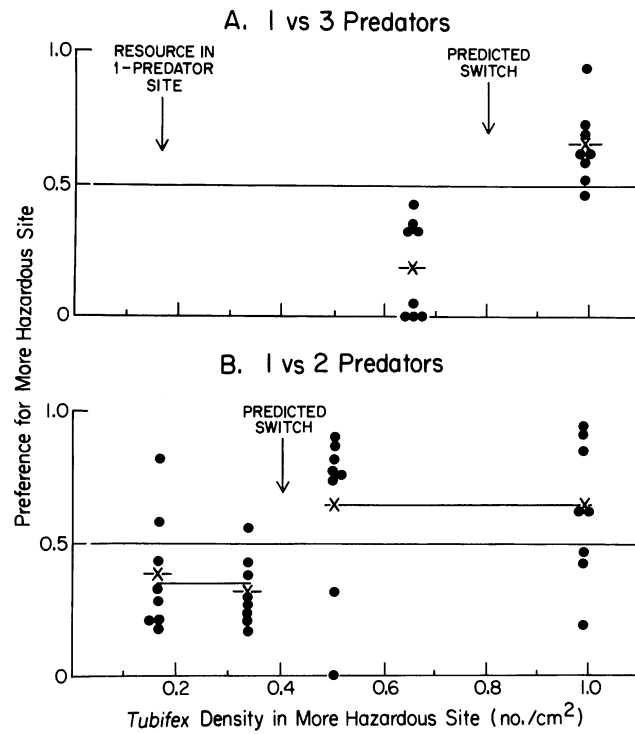 A. 1 vs 3 Predators
RESOURCE IN
1-PREDATOR
SITE
PREDICTED
SWITCH
1.0
0.5
0
Preference for More Hazardous Site
B. 1 vs 2 Predators
PREDICTED
SWITCH
1.0
0.5
0
0.2 0.4 0.6 0.8 1.0
Tubifex Density in More Hazardous Site (no./cm²)